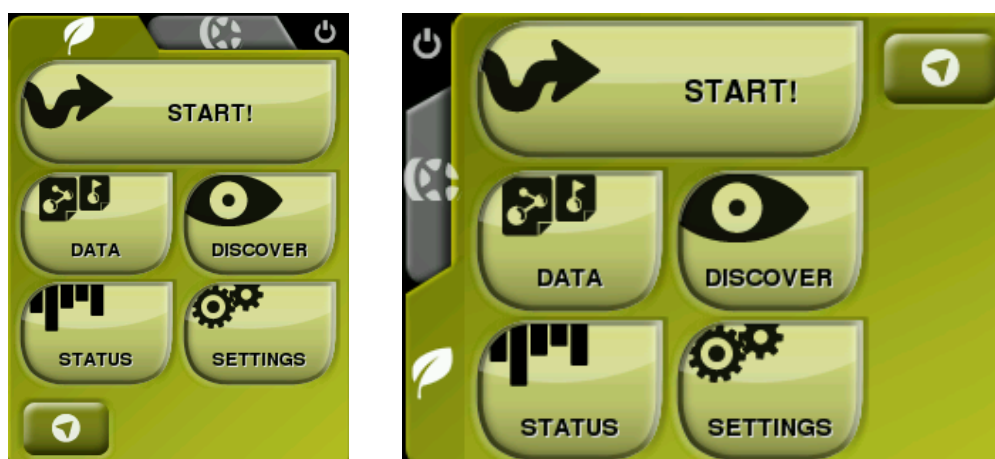 START!
DATA
DISCOVER
STATUS
SETTINGS
START!
DATA
DISCOVER
STATUS
SETTINGS